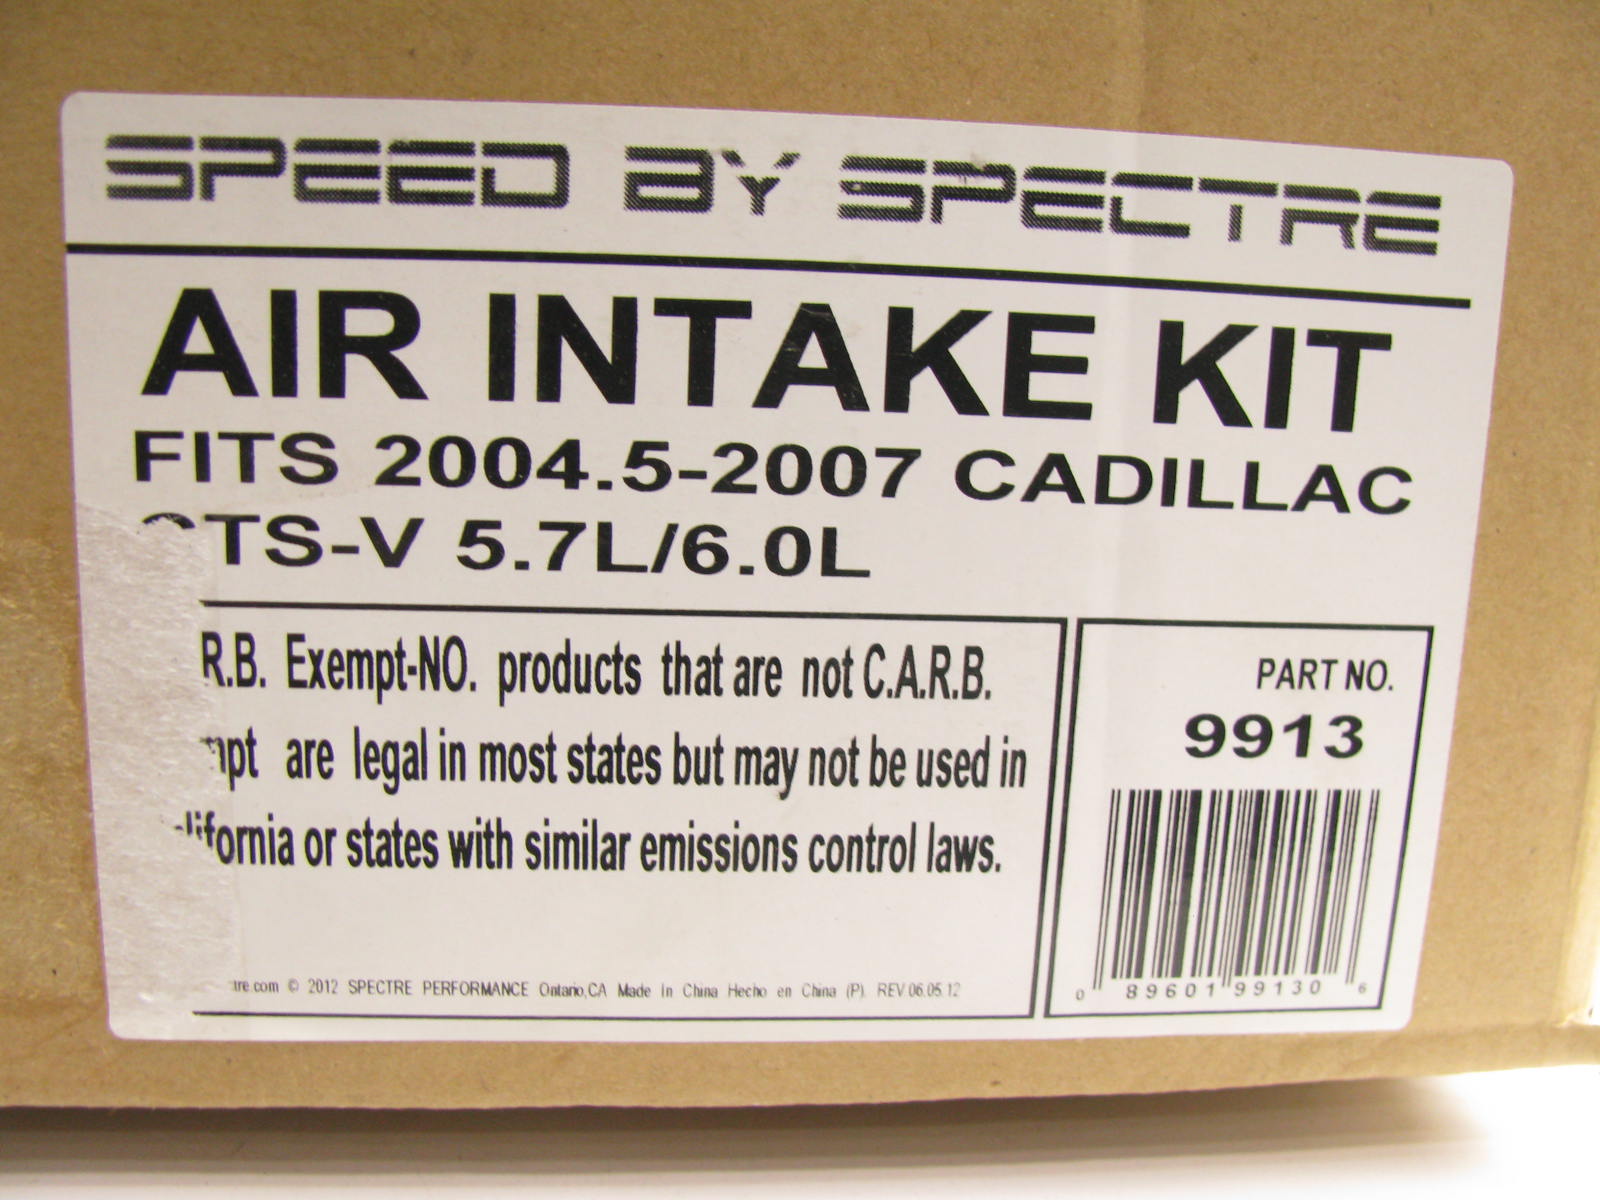 SPEED BY SPECTRE
AIR INTAKE KIT
FITS 2004.5-2007 CADILLAC
CTS-V 5.7L/6.0L
R.B. Exempt-NO. products that are not C.A.R.B.
mpt are legal in most states but may not be used in
lifornia or states with similar emissions control laws.
tre.com © 2012 SPECTRE PERFORMANCE Ontario,CA Made In China Hecho en China (P). REV.06.05.12
PART NO.
9913
0 89601 99130 6